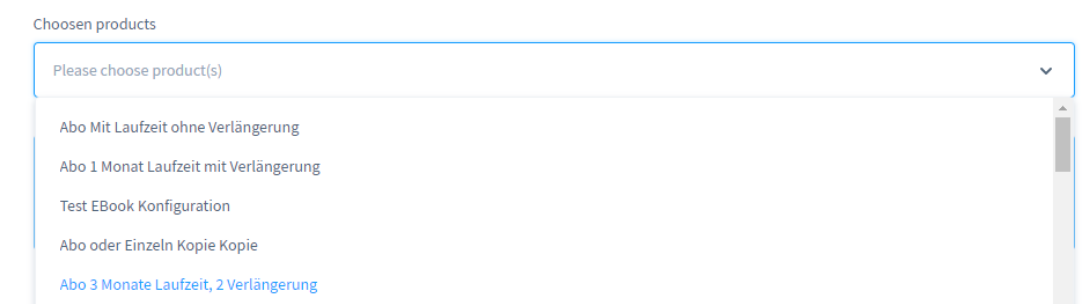 Choosen products
Please choose product(s)
Abo Mit Laufzeit ohne Verlängerung
Abo 1 Monat Laufzeit mit Verlängerung
Test EBook Konfiguration
Abo oder Einzeln Kopie Kopie
Abo 3 Monate Laufzeit, 2 Verlängerung